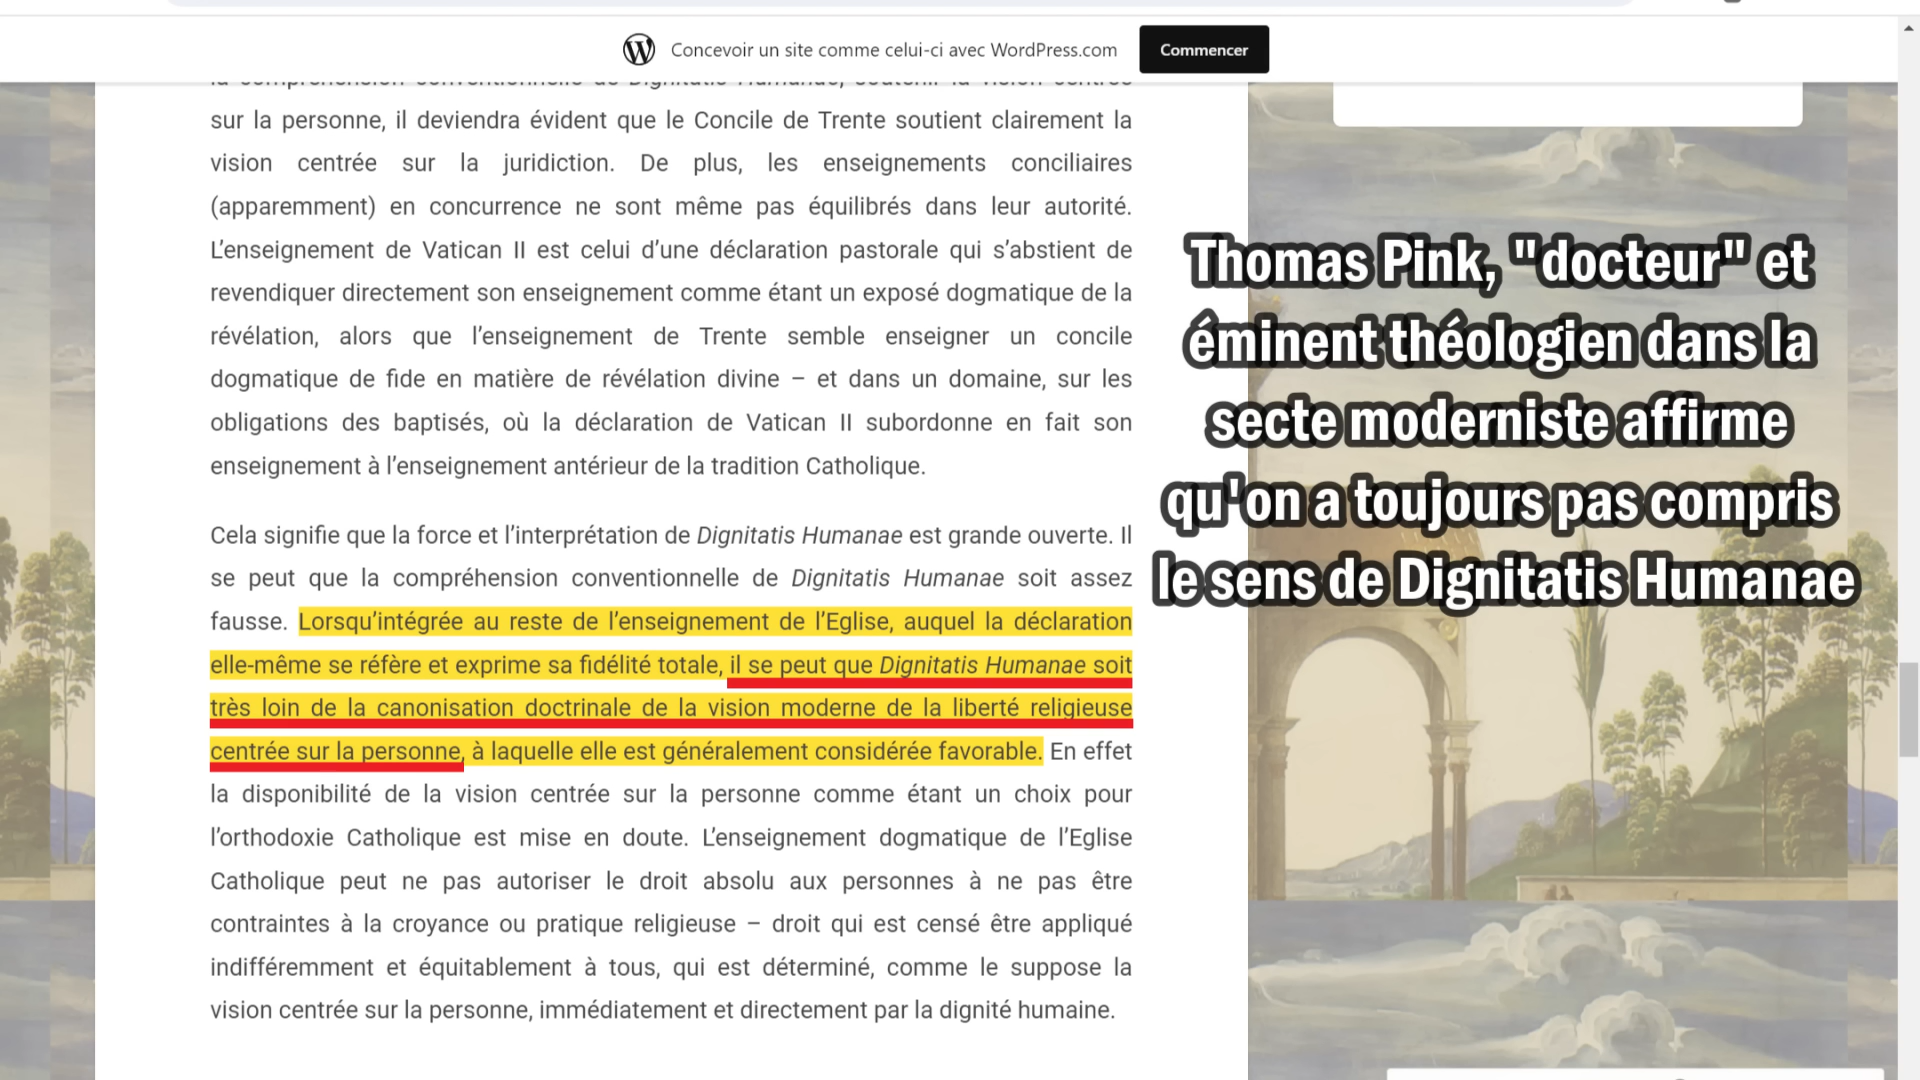 Concevoir un site comme celui-ci avec WordPress.com
Commencer
la compréhension conventionnelle de Dignitatis Humanae, soutenir la vision centrée
sur la personne, il deviendra évident que le Concile de Trente soutient clairement la
vision centrée sur la juridiction. De plus, les enseignements conciliaires
(apparemment) en concurrence ne sont même pas équilibrés dans leur autorité.
L’enseignement de Vatican II est celui d’une déclaration pastorale qui s’abstient de
revendiquer directement son enseignement comme étant un exposé dogmatique de la
révélation, alors que l’enseignement de Trente semble enseigner un concile
dogmatique de fide en matière de révélation divine – et dans un domaine, sur les
obligations des baptisés, où la déclaration de Vatican II subordonne en fait son
enseignement à l’enseignement antérieur de la tradition Catholique.
Cela signifie que la force et l’interprétation de Dignitatis Humanae est grande ouverte. Il
se peut que la compréhension conventionnelle de Dignitatis Humanae soit assez
fausse. Lorsqu’intégrée au reste de l’enseignement de l’Eglise, auquel la déclaration
elle-même se réfère et exprime sa fidélité totale, il se peut que Dignitatis Humanae soit
très loin de la canonisation doctrinale de la vision moderne de la liberté religieuse
centrée sur la personne, à laquelle elle est généralement considérée favorable. En effet
la disponibilité de la vision centrée sur la personne comme étant un choix pour
l’orthodoxie Catholique est mise en doute. L’enseignement dogmatique de l’Eglise
Catholique peut ne pas autoriser le droit absolu aux personnes à ne pas être
contraintes à la croyance ou pratique religieuse – droit qui est censé être appliqué
indifféremment et équitablement à tous, qui est déterminé, comme le suppose la
vision centrée sur la personne, immédiatement et directement par la dignité humaine.
Thomas Pink, "docteur" et
éminent théologien dans la
secte moderniste affirme
qu'on a toujours pas compris
le sens de Dignitatis Humanae